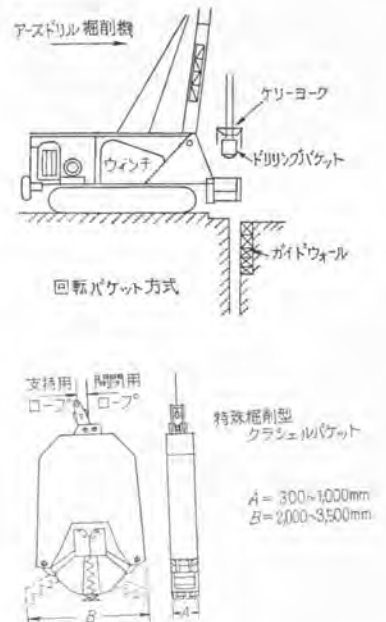 アースドリル掘削機
ケリーヨーク
ドリリングバケット
ウィンチ
ガイドウォール
回転バケット方式
支持用
ロープ
開閉用
ロープ
特殊掘削型
クラシェルバケット
A = 300~1,000mm
B = 2,000~3,500mm
B
A